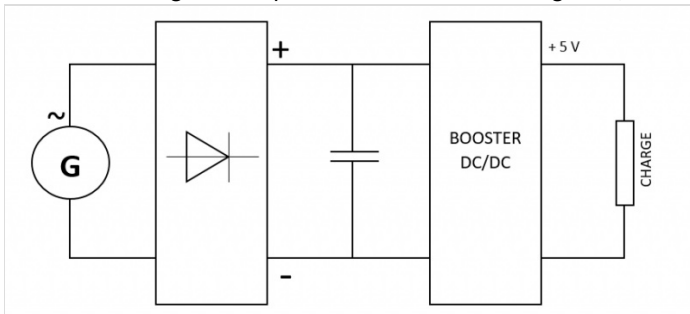 +
+ 5 V
~
G
BOOSTER
DC/DC
CHARGE
-